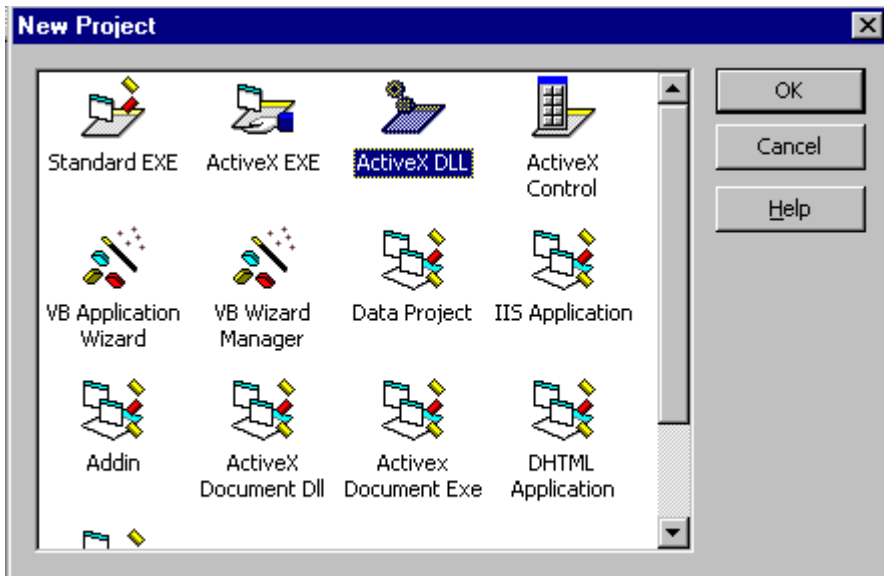 New Project
Standard EXE
ActiveX EXE
ActiveX DLL
ActiveX
Control
VB Application
Wizard
VB Wizard
Manager
Data Project
IIS Application
Addin
ActiveX
Document Dll
Activex
Document Exe
DHTML
Application
OK
Cancel
Help